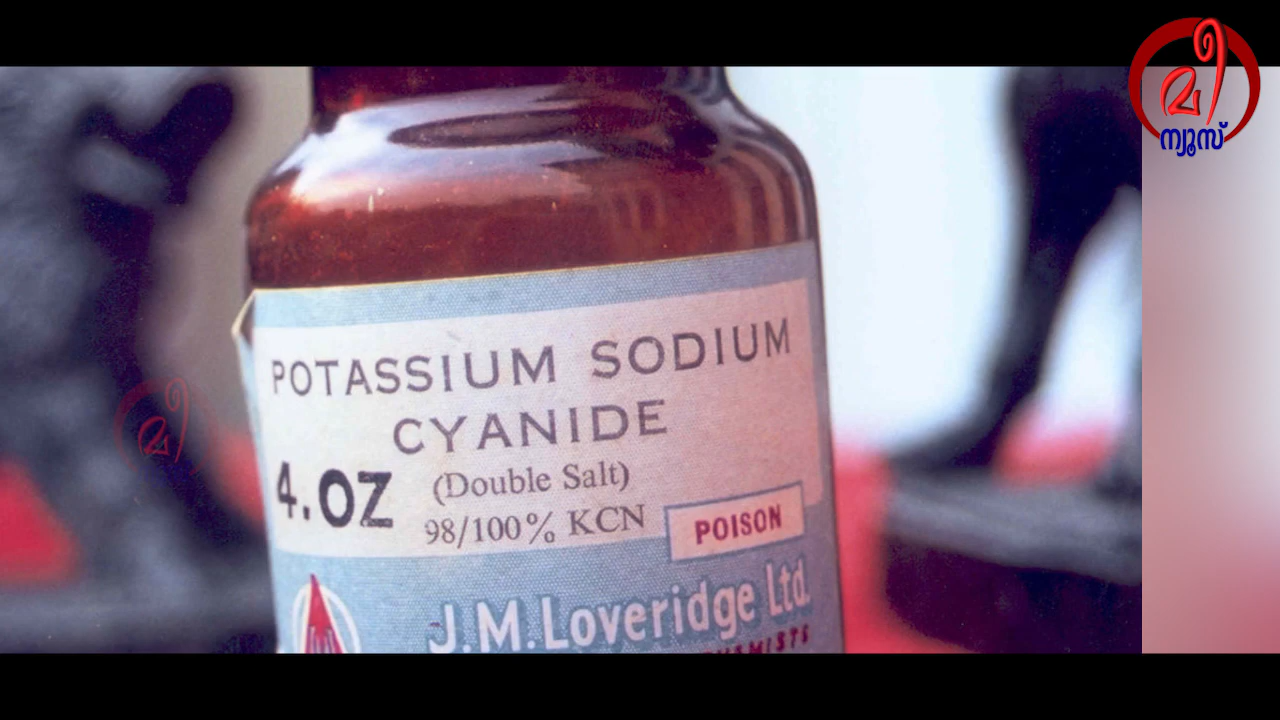 മീ
ന്യൂസ്
POTASSIUM SODIUM
CYANIDE
4.OZ
(Double Salt)
98/100% KCN
POISON
മീ
J.M.Loveridge Ltd.